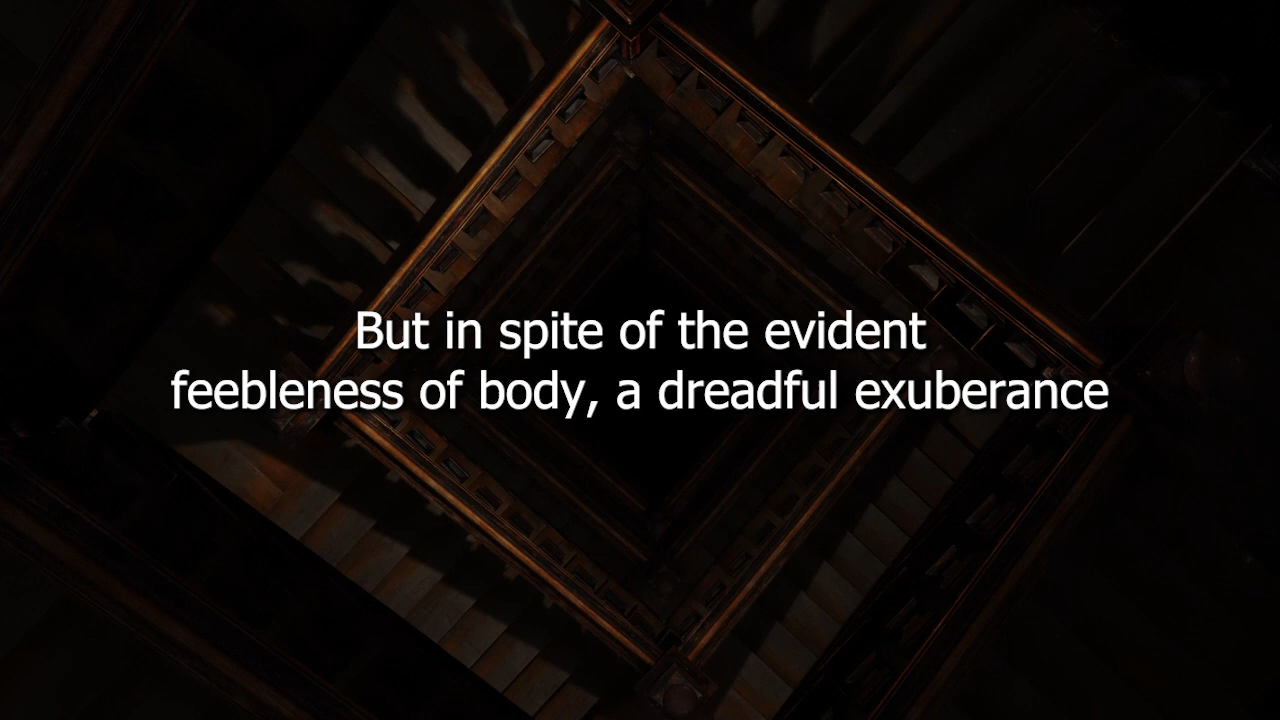 But in spite of the evident
feebleness of body, a dreadful exuberance